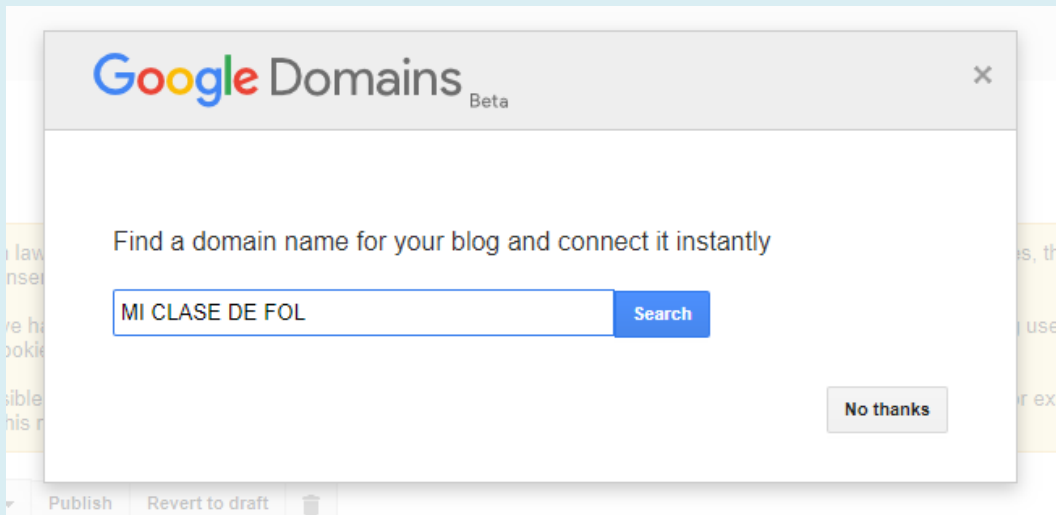 Google Domains Beta
Find a domain name for your blog and connect it instantly
MI CLASE DE FOL
Search
No thanks
Publish
Revert to draft